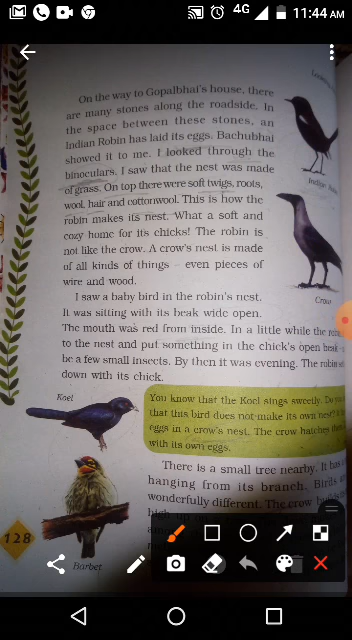 4G 11:44 AM
On the way to Gopalbhai's house, there
are many stones along the roadside. In
the space between these stones, an
Indian Robin has laid its eggs. Bachubhai
showed it to me. I looked through the
binoculars. I saw that the nest was made
of grass. On top there were soft twigs, roots,
wool, hair and cottonwool. This is how the
robin makes its nest. What a soft and
cozy home for its chicks! The robin is
not like the crow. A crow's nest is made
of all kinds of things – even pieces of
wire and wood.
Indian
Crow
I saw a baby bird in the robin's nest.
It was sitting with its beak wide open.
The mouth was red from inside. In a little while the
to the nest and put something in the chick's open
be a few small insects. By then it was evening. The robin
down with its chick.
Koel
You know that the Koel sings sweetly. Do
that this bird does not make its own nest?
eggs in a crow's nest. The crow hatches
with its own eggs.
There is a small tree nearby. It has
hanging from its branch. Birds
wonderfully different. The crow
128
Barbet